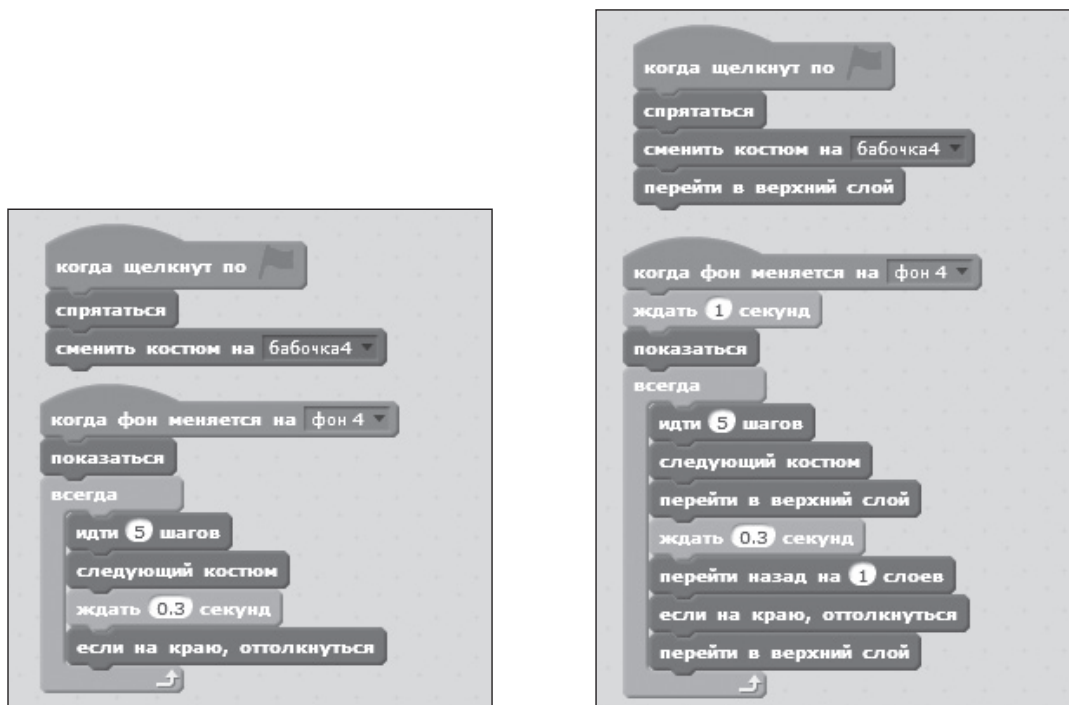 когда щелкнут по
спрятаться
сменить костюм на бабочка4
когда фон меняется на фон 4
показаться
всегда
идти 5 шагов
следующий костюм
ждать 0.3 секунд
если на краю, оттолкнуться
когда щелкнут по
спрятаться
сменить костюм на бабочка4
перейти в верхний слой
когда фон меняется на фон 4
ждать 1 секунд
показаться
всегда
идти 5 шагов
следующий костюм
перейти в верхний слой
ждать 0.3 секунд
перейти назад на 1 слоев
если на краю, оттолкнуться
перейти в верхний слой